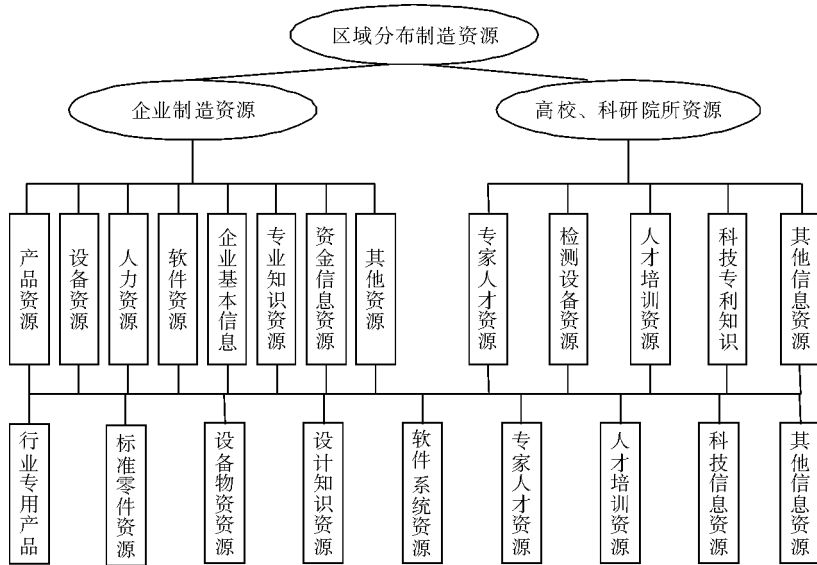 区域分布制造资源
企业制造资源
高校、科研院所资源
产品资源
设备资源
人力资源
软件资源
企业基本信息
专业知识资源
资金信息资源
其他资源
专家人才资源
检测设备资源
人才培训资源
科技专利知识
其他信息资源
行业专用产品
标准零件资源
设备物资资源
设计知识资源
软件系统资源
专家人才资源
人才培训资源
科技信息资源
其他信息资源